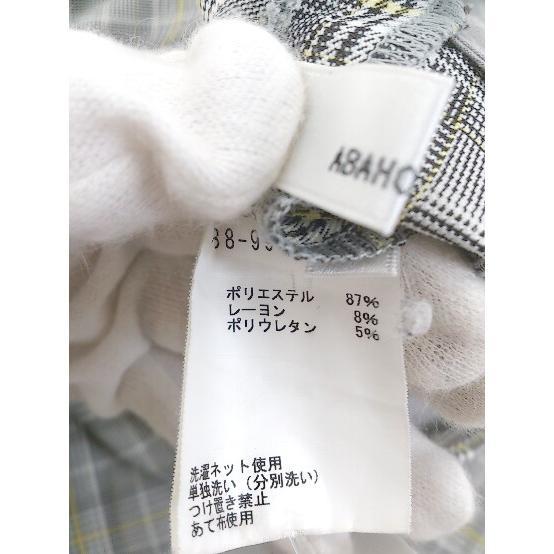 ABAHO
ポリエステル 87%
レーヨン 8%
ポリウレタン 5%
洗濯ネット使用
単独洗い（分別洗い）
つけ置き禁止
あて布使用